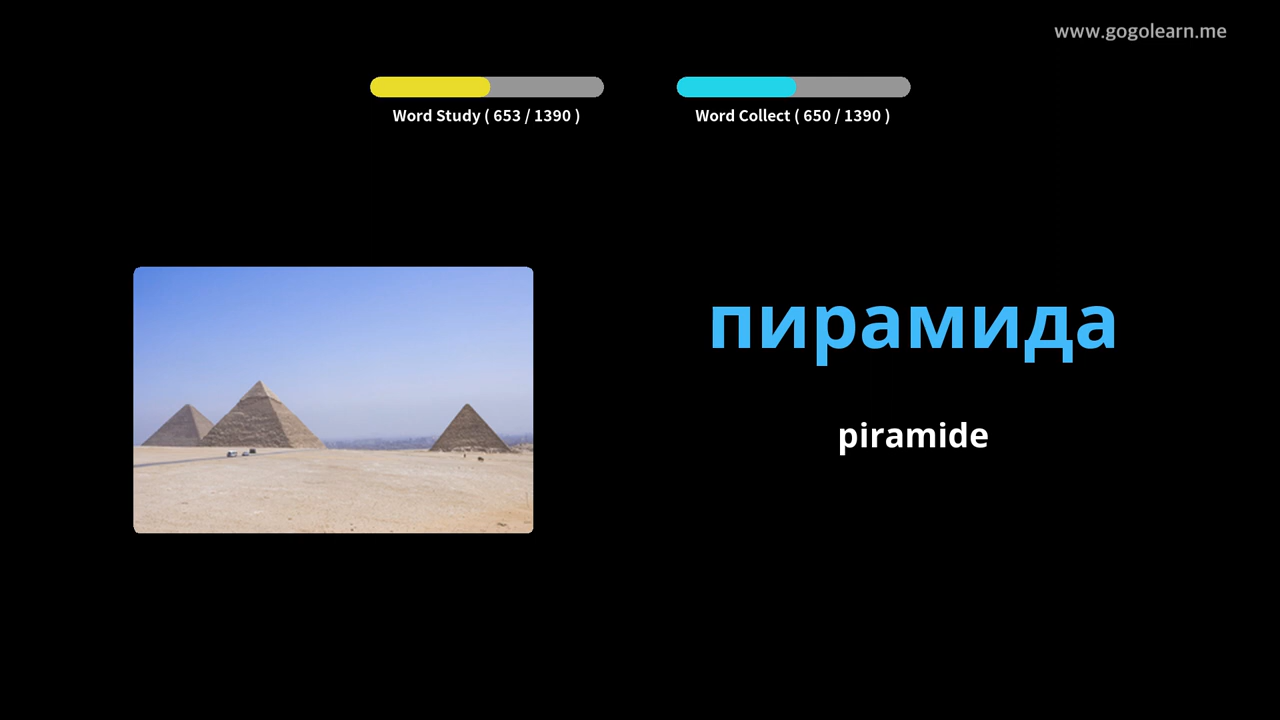 www.gogolearn.me
Word Study ( 653 / 1390 )
Word Collect ( 650 / 1390 )
пирамида
piramide